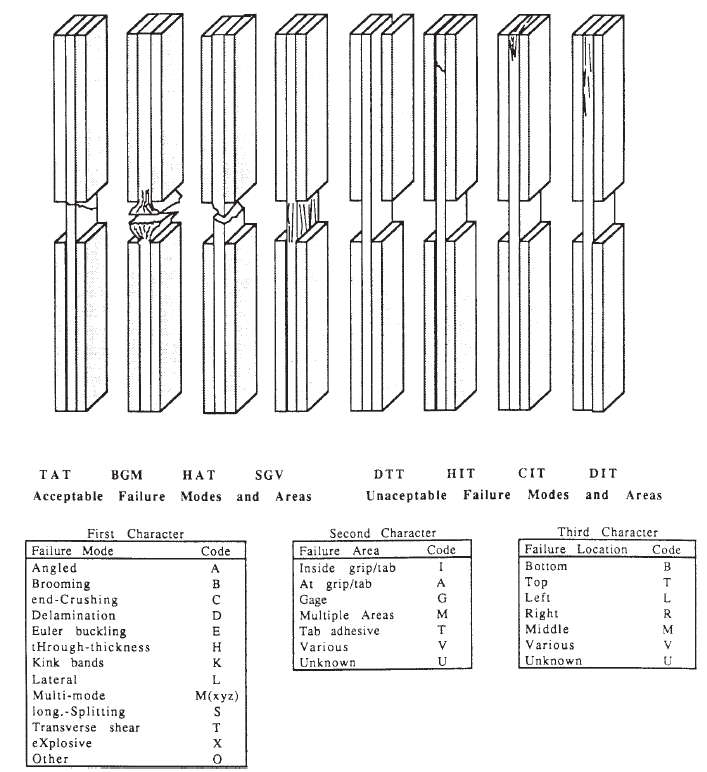 TAT BGM HAT SGV DTT HIT CIT DIT
Acceptable Failure Modes and Areas Unaceptable Failure Modes and Areas
First Character
Failure Mode Code
Angled A
Brooming B
end-Crushing C
Delamination D
Euler buckling E
tHrough-thickness H
Kink bands K
Lateral L
Multi-mode M(xyz)
long.-Splitting S
Transverse shear T
eXplosive X
Other O
Second Character
Failure Area Code
Inside grip/tab I
At grip/tab A
Gage G
Multiple Areas M
Tab adhesive T
Various V
Unknown U
Third Character
Failure Location Code
Bottom B
Top T
Left L
Right R
Middle M
Various V
Unknown U